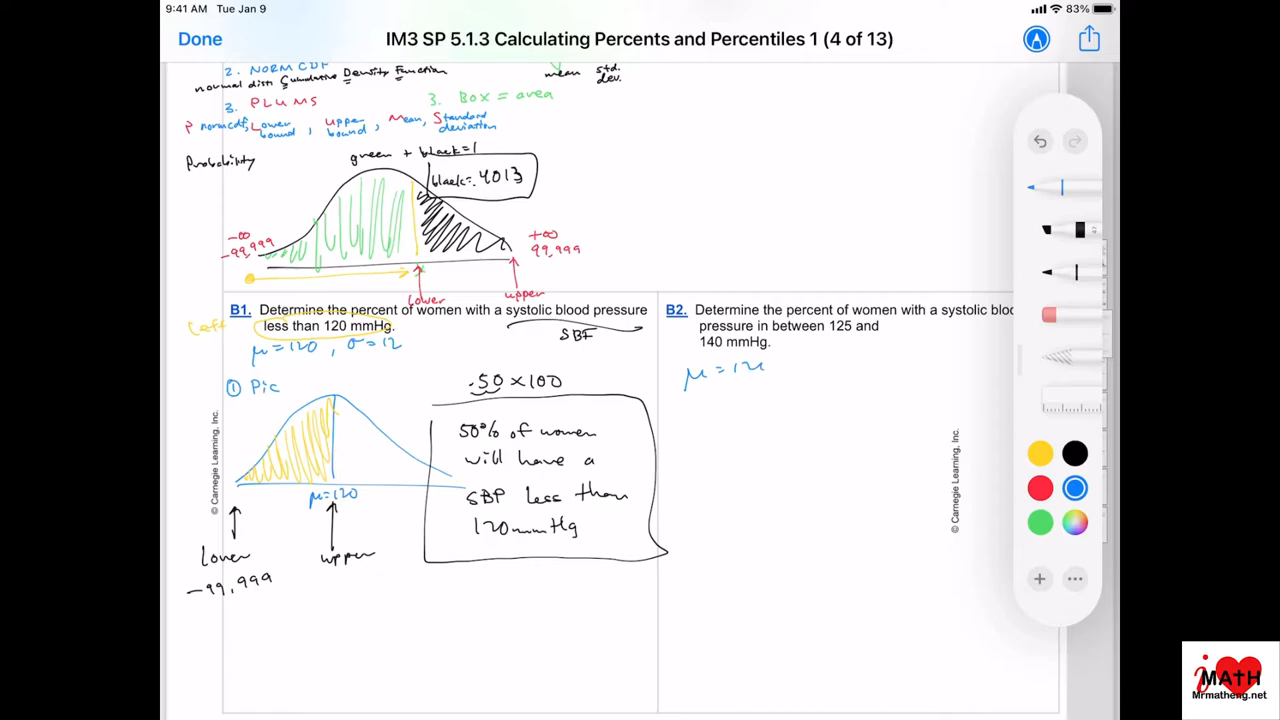 9:41 AM Tue Jan 9
83%
Done
IM3 SP 5.1.3 Calculating Percents and Percentiles 1 (4 of 13)
2. NORM CDF
normal distr. Cumulative Density Function
mean std. dev.
3. PLUMS
3. Box = area
P normcdf, Lower bound, upper bound, Mean, Standard deviation
Probability
green + black = 1
black = .4013
-∞
-99,999
+∞
99,999
lower
upper
B1. Determine the percent of women with a systolic blood pressure
less than 120 mmHg.
Left
SBP
μ = 120, σ = 12
① Pic
.50 × 100
50% of women
will have a
SBP less than
120mmHg
μ=120
lower
upper
-99,999
© Carnegie Learning, Inc.
B2. Determine the percent of women with a systolic blood
pressure in between 125 and
140 mmHg.
μ = 12
© Carnegie Learning, Inc.
47
i
MATH
Mrmatheng.net